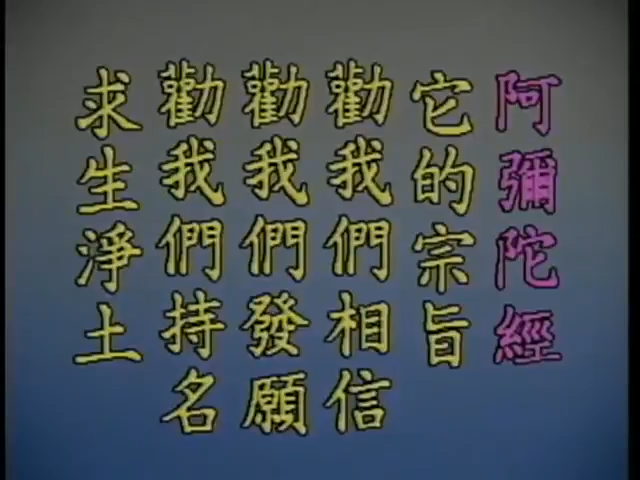 阿彌陀經
它的宗旨
勸我們相信
勸我們發願
勸我們持名
求生淨土